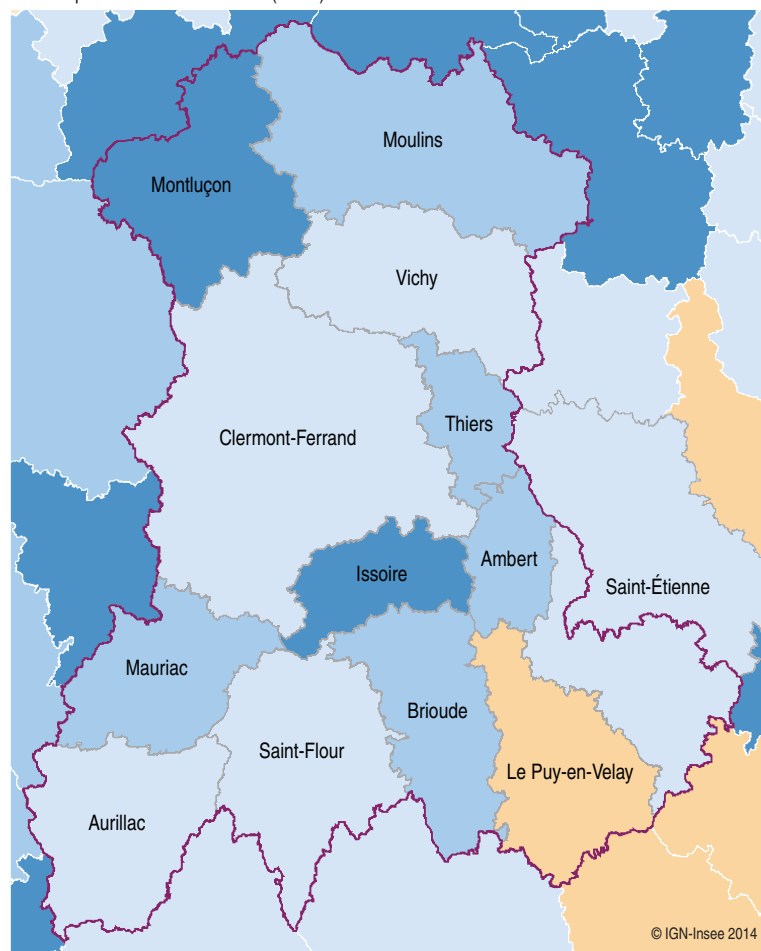 Moulins
Montluçon
Vichy
Thiers
Clermont-Ferrand
Ambert
Issoire
Saint-Étienne
Mauriac
Brioude
Saint-Flour
Le Puy-en-Velay
Aurillac
© IGN-Insee 2014